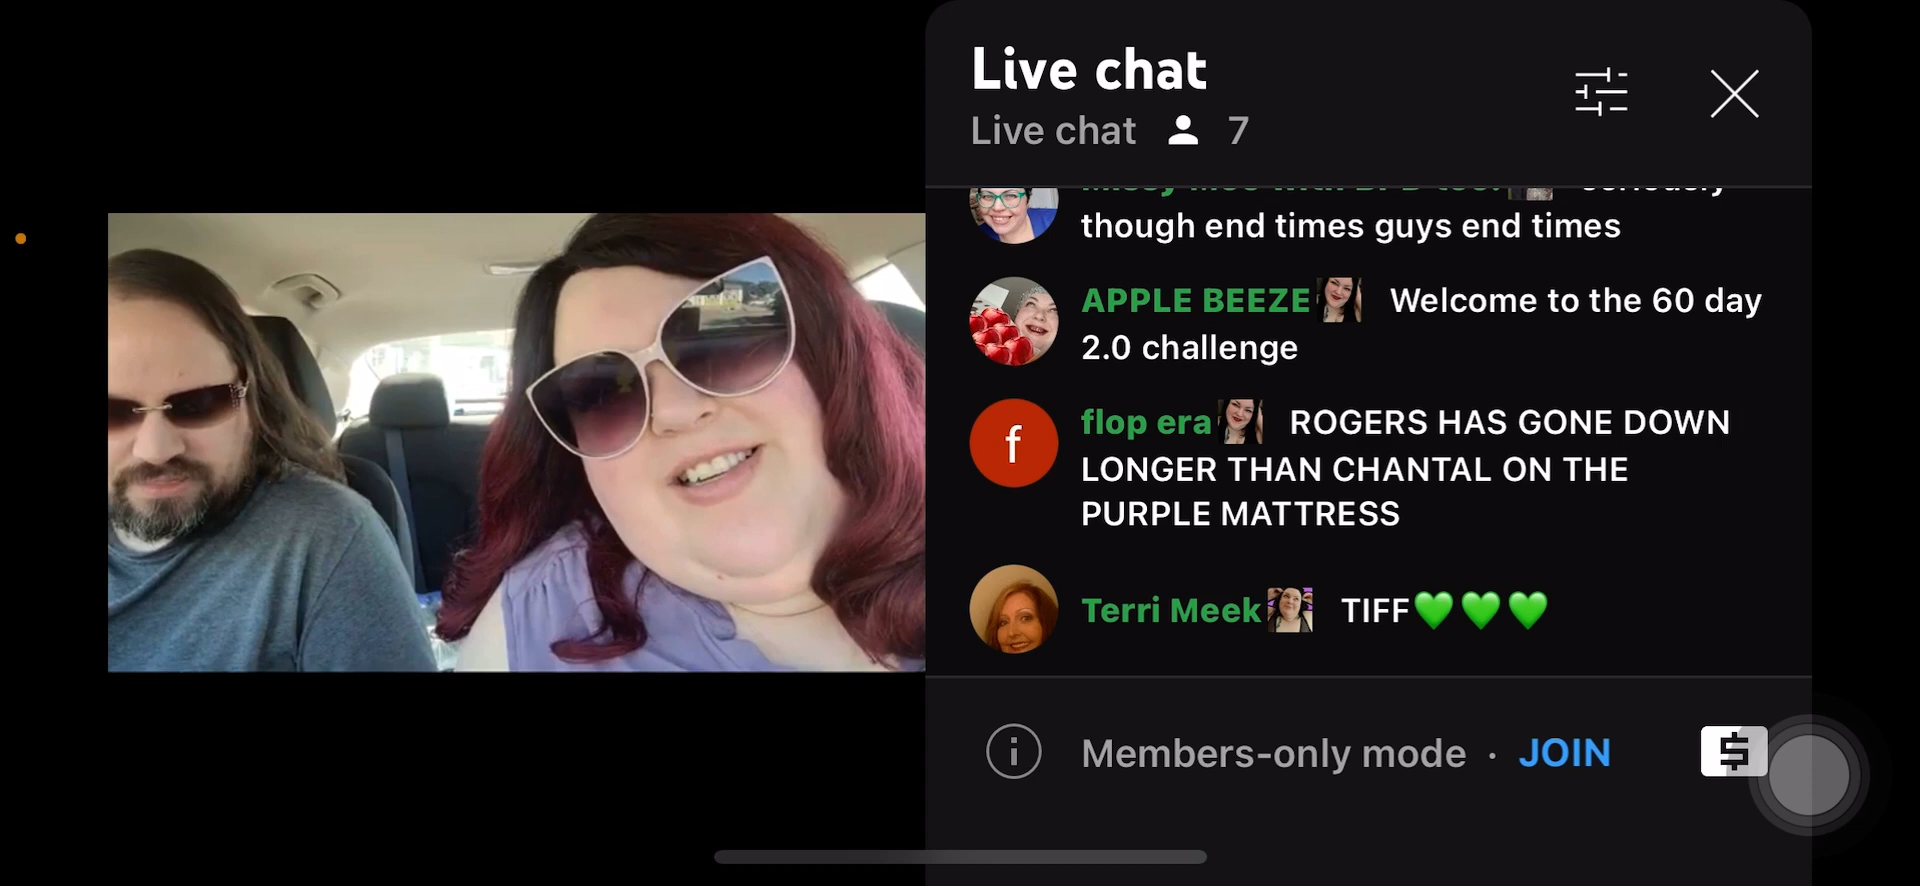 Live chat
Live chat 7
though end times guys end times
APPLE BEEZE Welcome to the 60 day
2.0 challenge
f
flop era ROGERS HAS GONE DOWN
LONGER THAN CHANTAL ON THE
PURPLE MATTRESS
Terri Meek TIFF💚💚💚
Members-only mode · JOIN
$